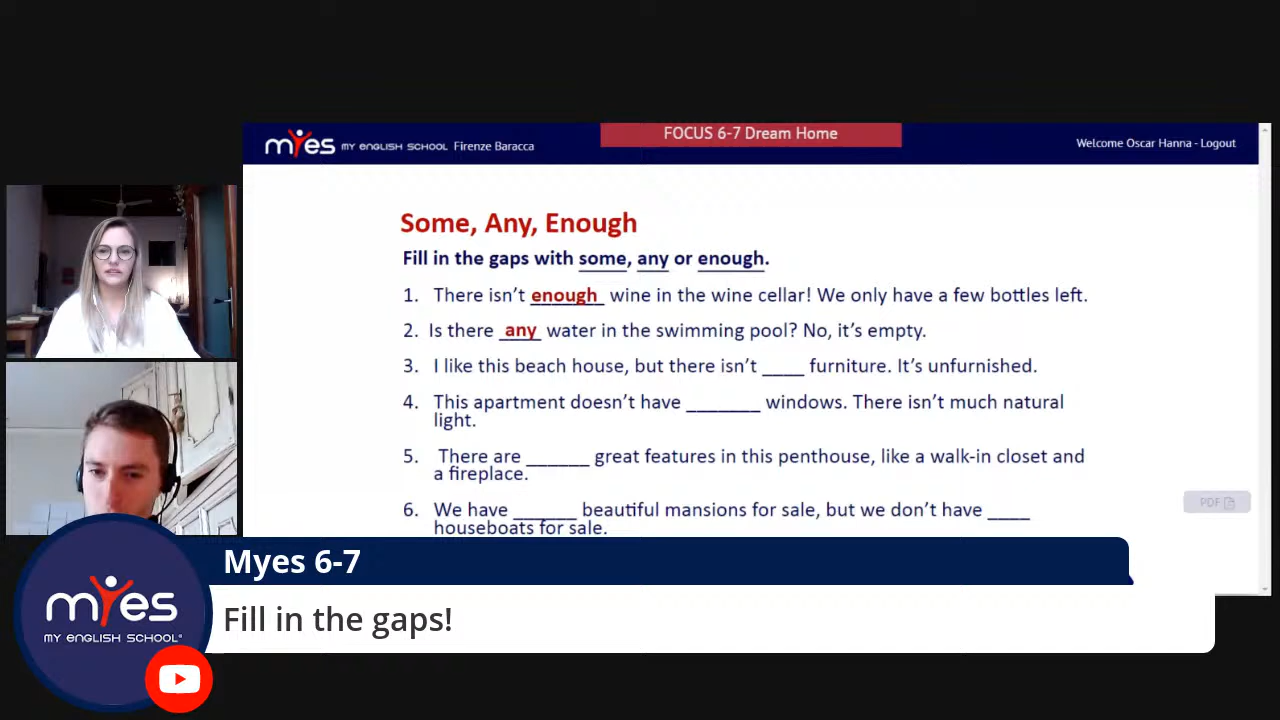 FOCUS 6-7 Dream Home
myes MY ENGLISH SCHOOL Firenze Baracca
Welcome Oscar Hanna - Logout
Some, Any, Enough
Fill in the gaps with some, any or enough.
1. There isn't enough wine in the wine cellar! We only have a few bottles left.
2. Is there any water in the swimming pool? No, it's empty.
3. I like this beach house, but there isn't ____ furniture. It's unfurnished.
4. This apartment doesn't have _______ windows. There isn't much natural
light.
5. There are ______ great features in this penthouse, like a walk-in closet and
a fireplace.
6. We have ______ beautiful mansions for sale, but we don't have ____
houseboats for sale.
PDF
Myes 6-7
Fill in the gaps!
myes
MY ENGLISH SCHOOL®